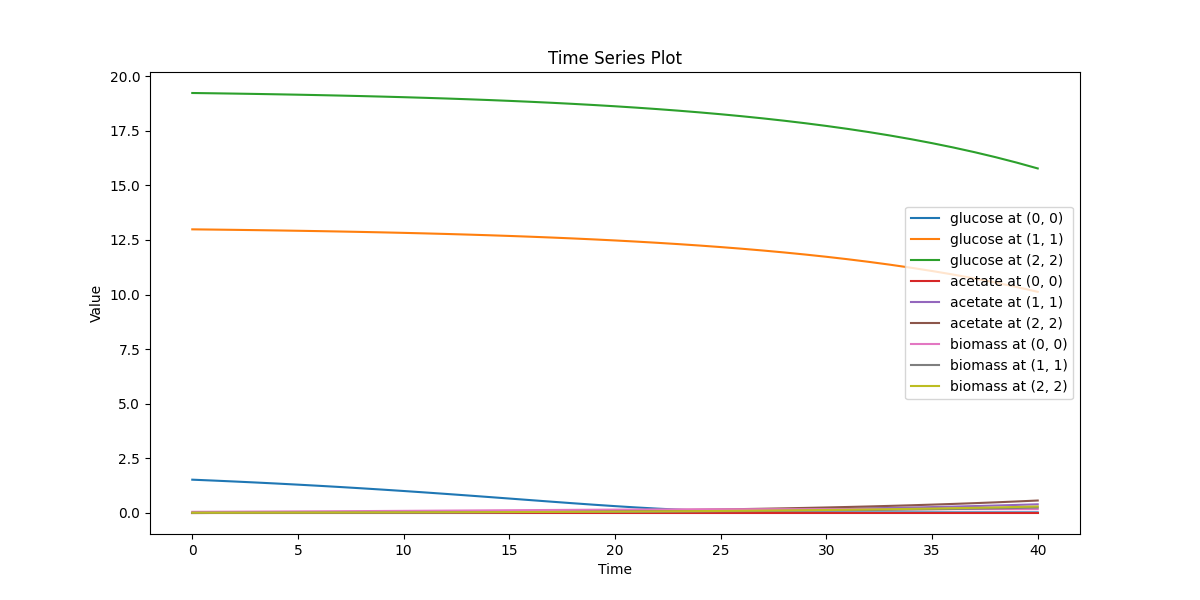 Time Series Plot
Value
20.0
17.5
15.0
12.5
10.0
7.5
5.0
2.5
0.0
glucose at (0, 0)
glucose at (1, 1)
glucose at (2, 2)
acetate at (0, 0)
acetate at (1, 1)
acetate at (2, 2)
biomass at (0, 0)
biomass at (1, 1)
biomass at (2, 2)
0 5 10 15 20 25 30 35 40
Time